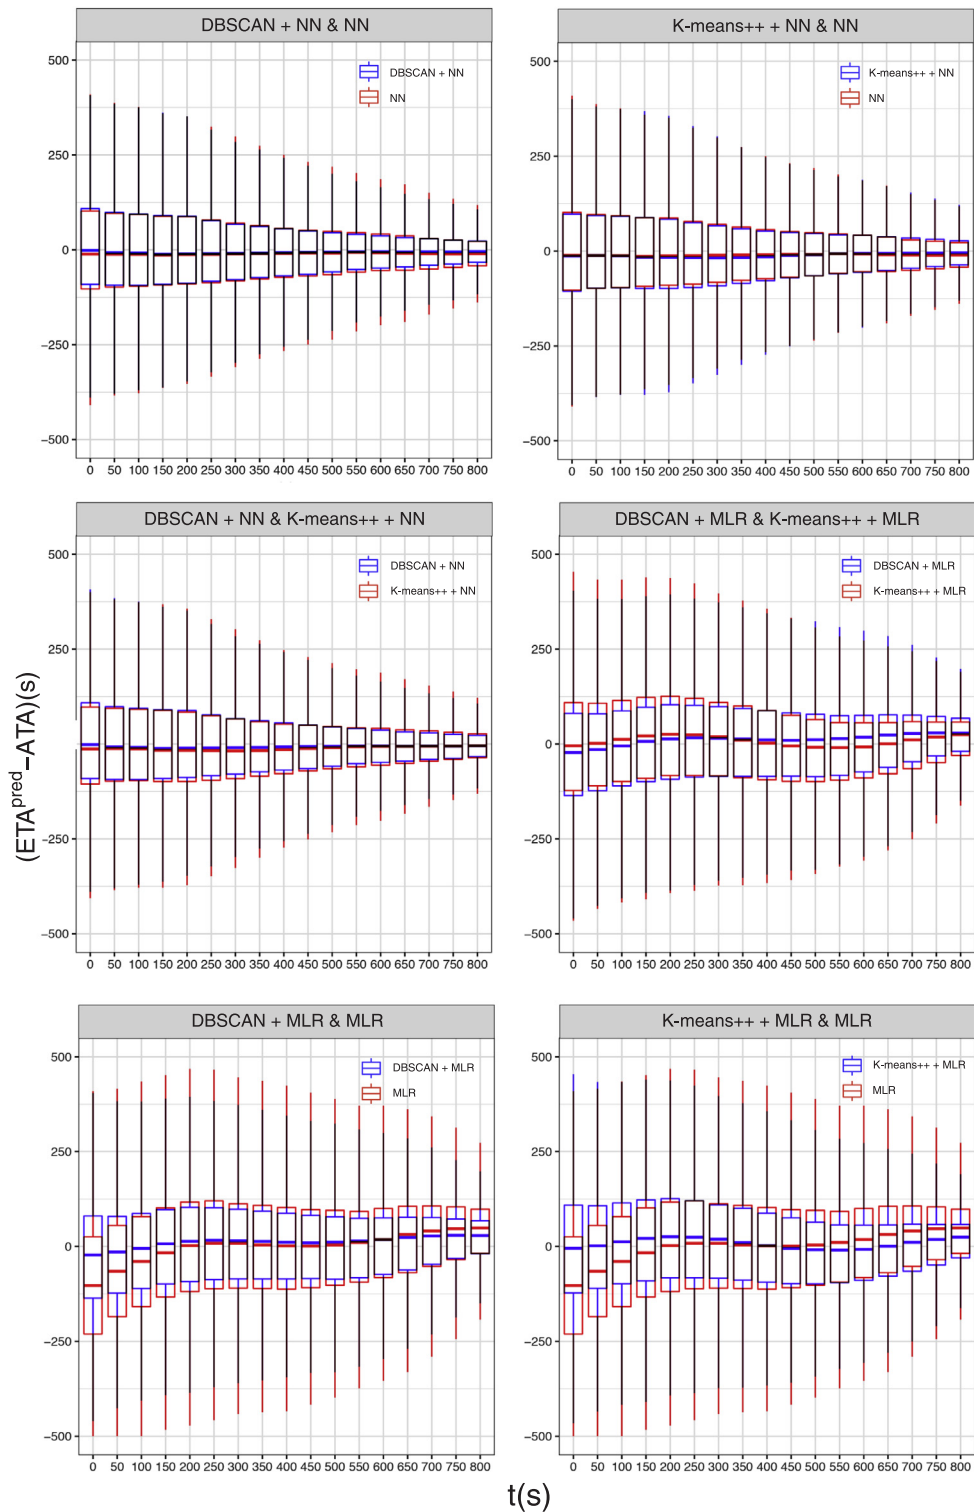 DBSCAN + NN & NN
K-means++ + NN & NN
500
250
0
−250
−500
DBSCAN + NN
NN
0 50 100 150 200 250 300 350 400 450 500 550 600 650 700 750 800
500
250
0
−250
−500
K-means++ + NN
NN
0 50 100 150 200 250 300 350 400 450 500 550 600 650 700 750 800
DBSCAN + NN & K-means++ + NN
DBSCAN + MLR & K-means++ + MLR
(ETA^pred−ATA)(s)
500
250
0
−250
−500
DBSCAN + NN
K-means++ + NN
0 50 100 150 200 250 300 350 400 450 500 550 600 650 700 750 800
500
250
0
−250
−500
DBSCAN + MLR
K-means++ + MLR
0 50 100 150 200 250 300 350 400 450 500 550 600 650 700 750 800
DBSCAN + MLR & MLR
K-means++ + MLR & MLR
500
250
0
−250
−500
DBSCAN + MLR
MLR
0 50 100 150 200 250 300 350 400 450 500 550 600 650 700 750 800
500
250
0
−250
−500
K-means++ + MLR
MLR
0 50 100 150 200 250 300 350 400 450 500 550 600 650 700 750 800
t(s)